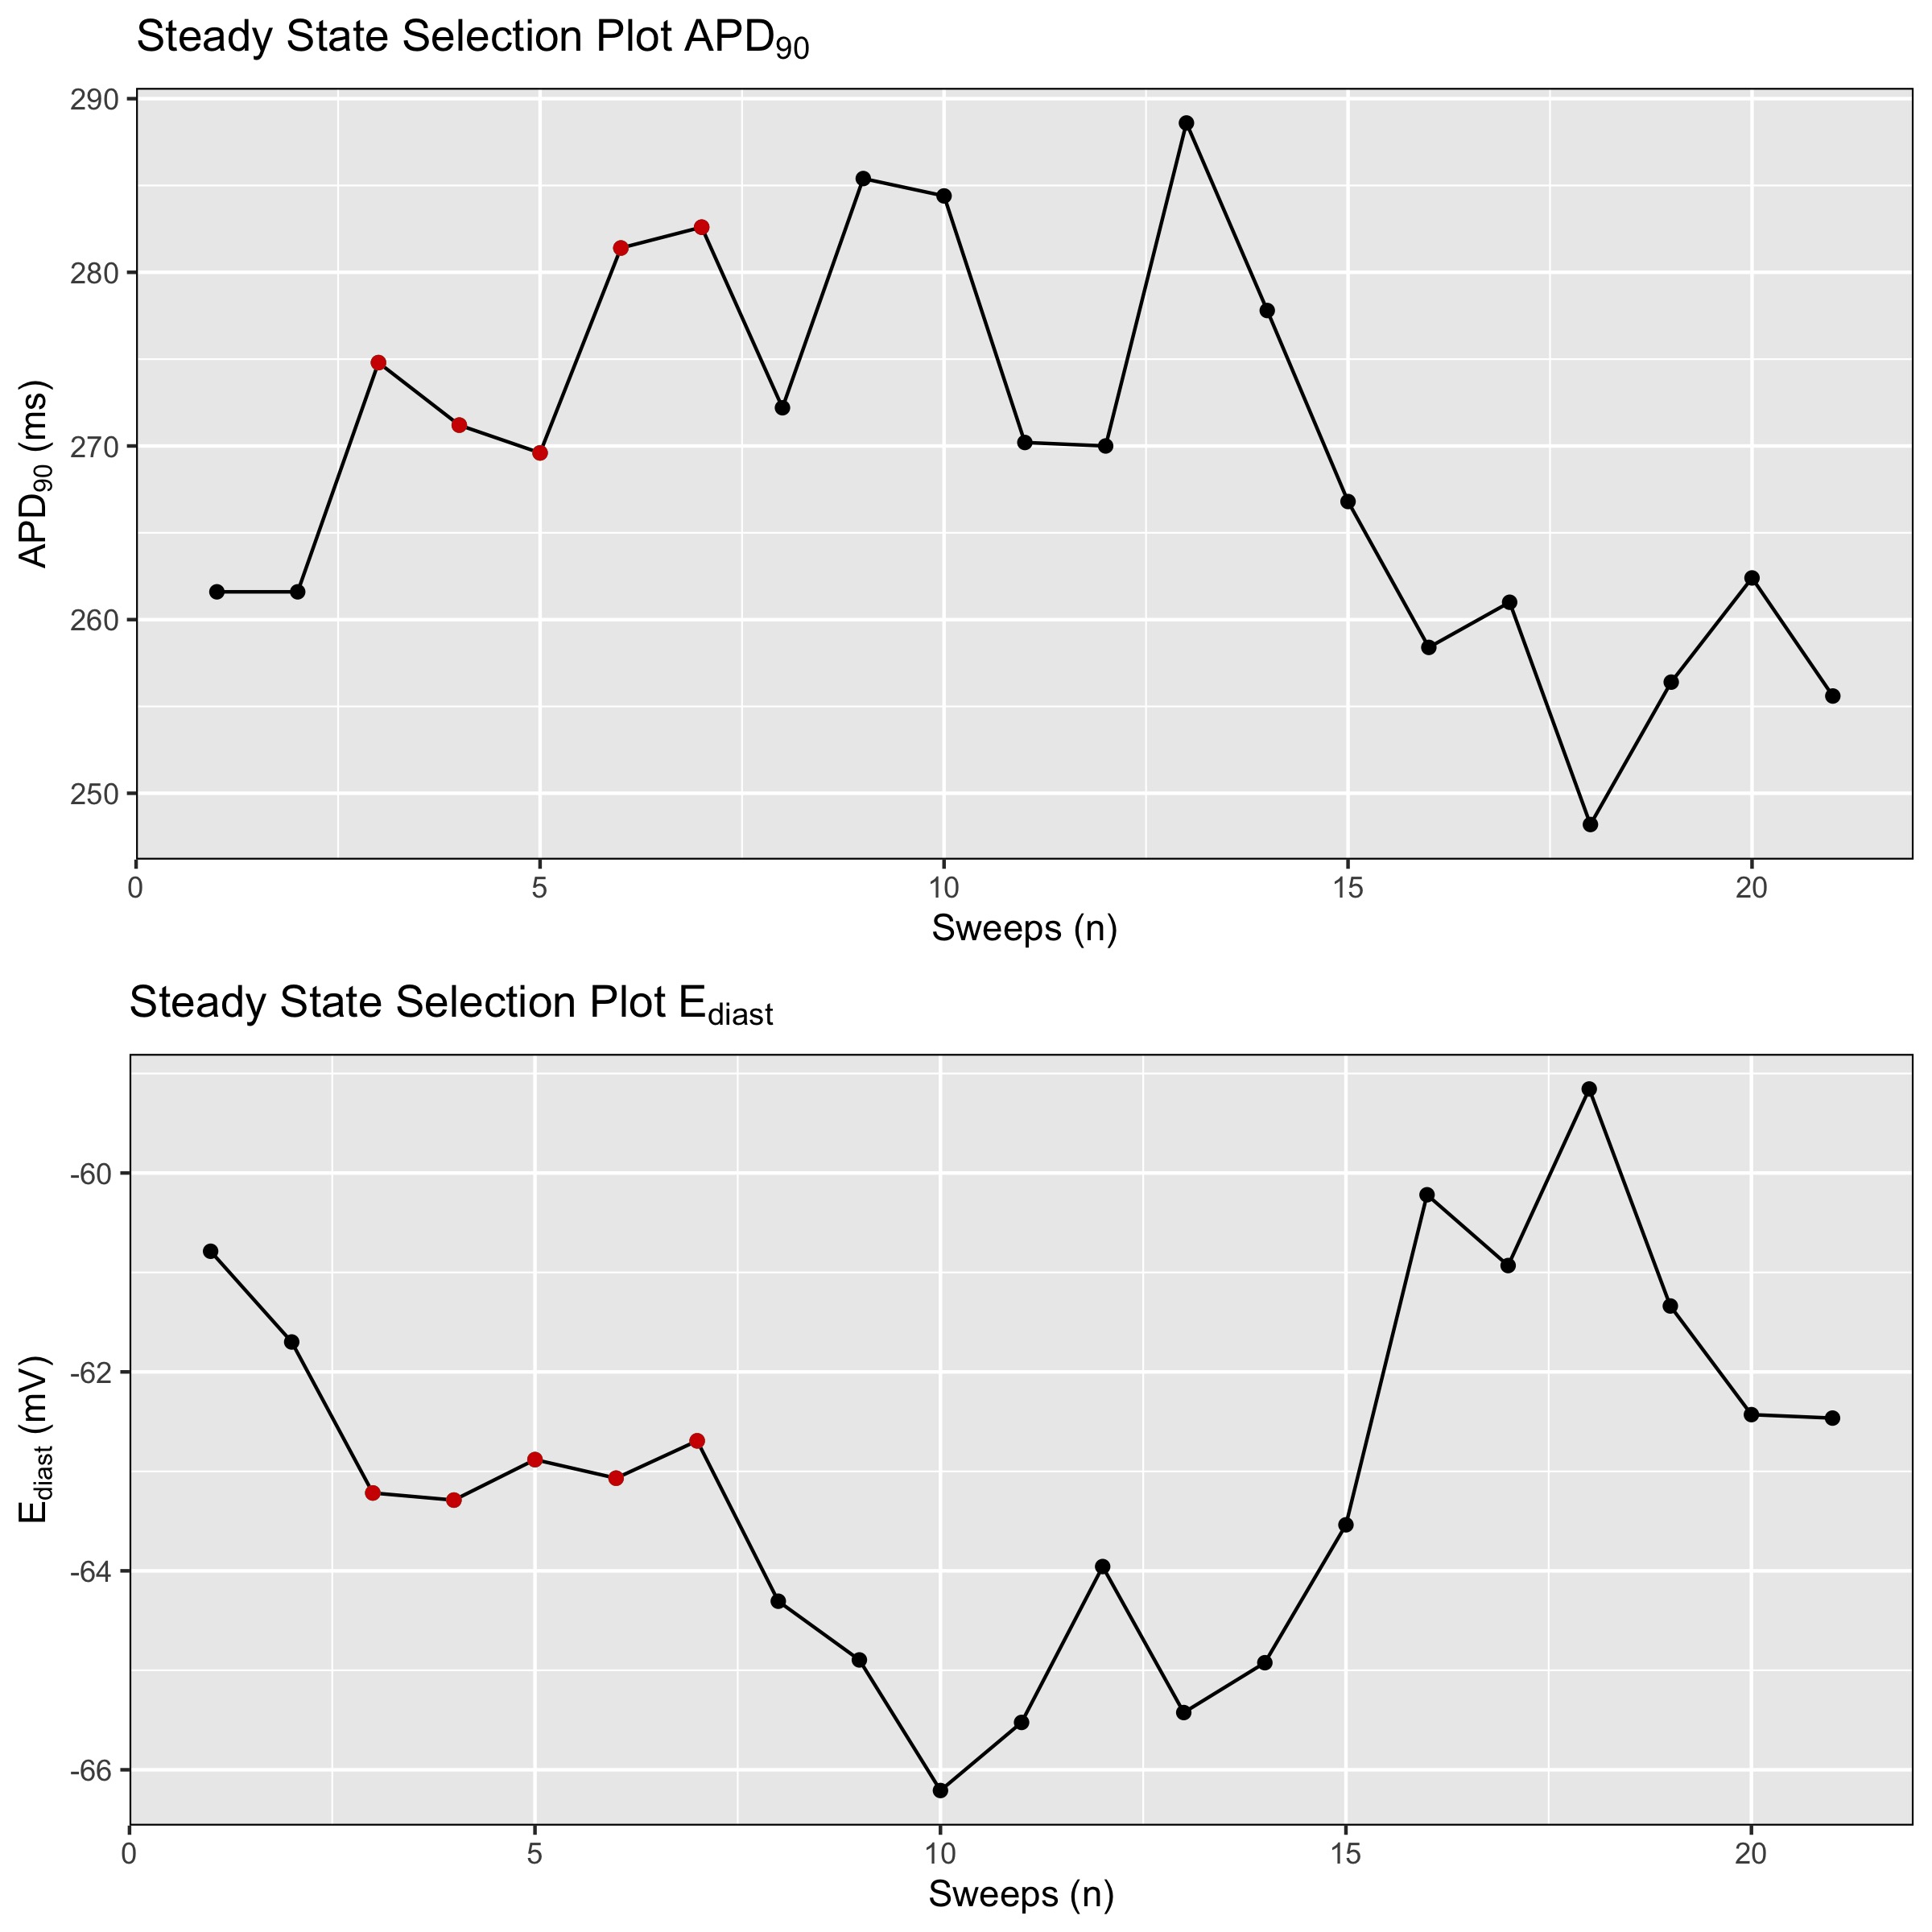 Steady State Selection Plot APD90
290
280
270
260
250
APD90 (ms)
0 5 10 15 20
Sweeps (n)
Steady State Selection Plot Ediast
-60
-62
-64
-66
Ediast (mV)
0 5 10 15 20
Sweeps (n)